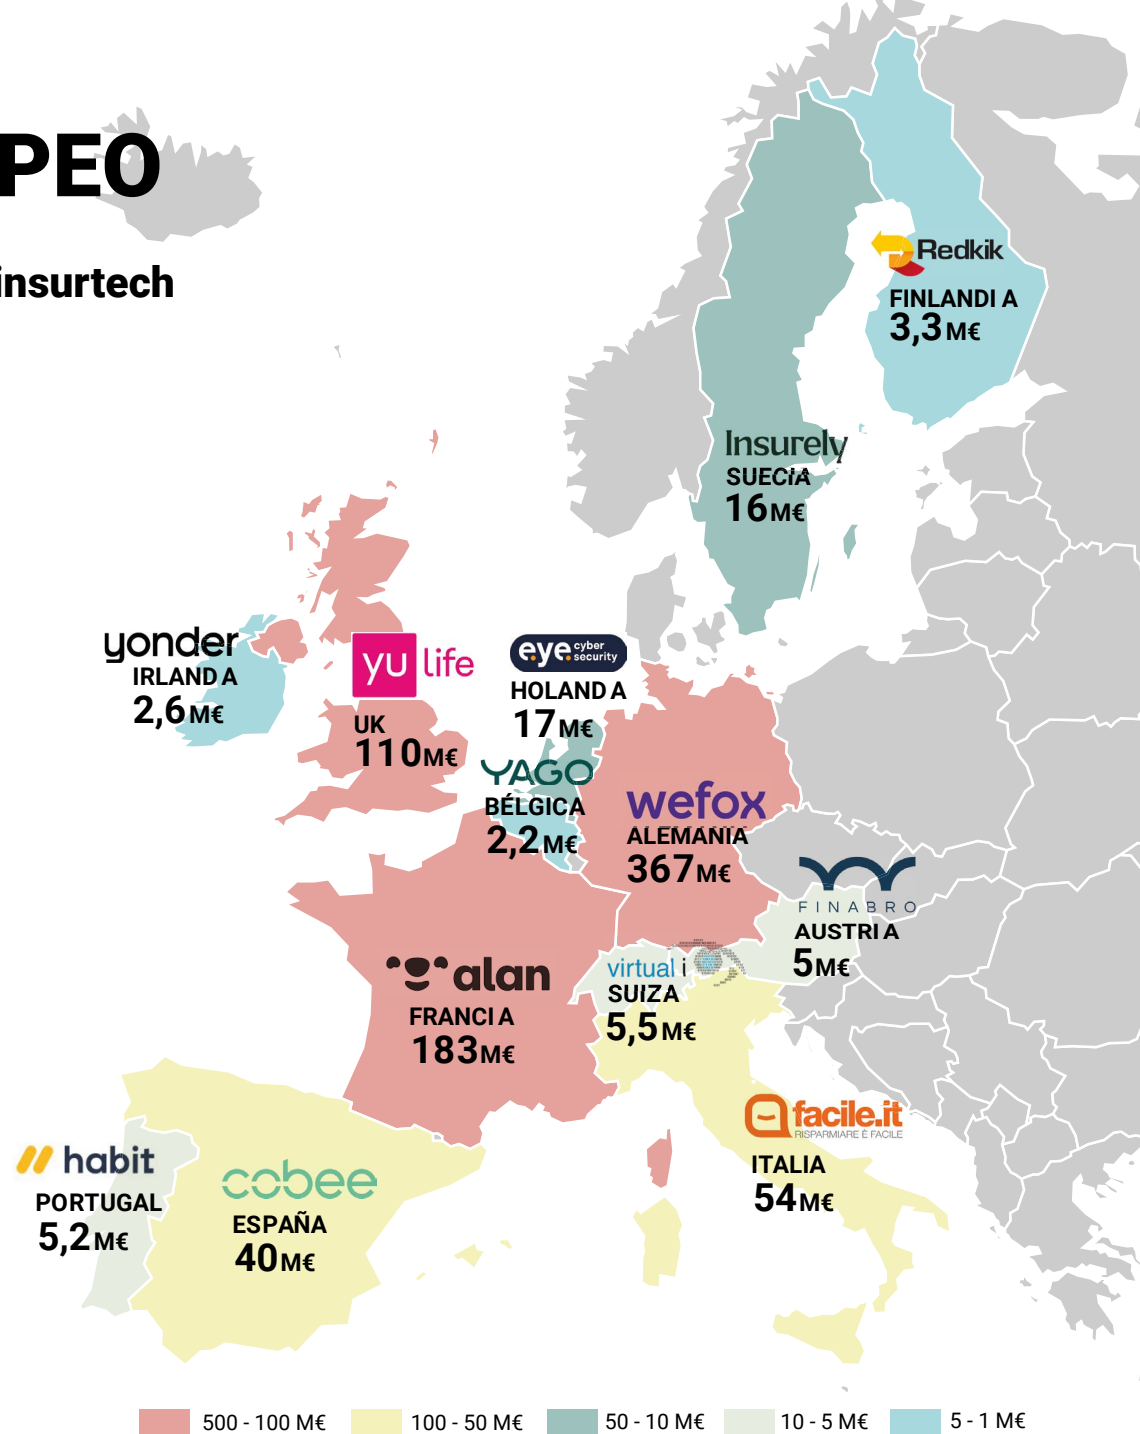 PEO
insurtech
Redkik
FINLANDIA
3,3M€
Insurely
SUECIA
16M€
yonder
IRLANDA
2,6M€
yu life
UK
110M€
eye cyber security
HOLANDA
17M€
YAGO
BÉLGICA
2,2M€
wefox
ALEMANIA
367M€
FINABRO
AUSTRIA
5M€
virtual i
SUIZA
5,5M€
alan
FRANCIA
183M€
facile.it
RISPARMIARE È FACILE
ITALIA
54M€
habit
PORTUGAL
5,2M€
cobee
ESPAÑA
40M€
500 - 100 M€ 100 - 50 M€ 50 - 10 M€ 10 - 5 M€ 5 - 1 M€